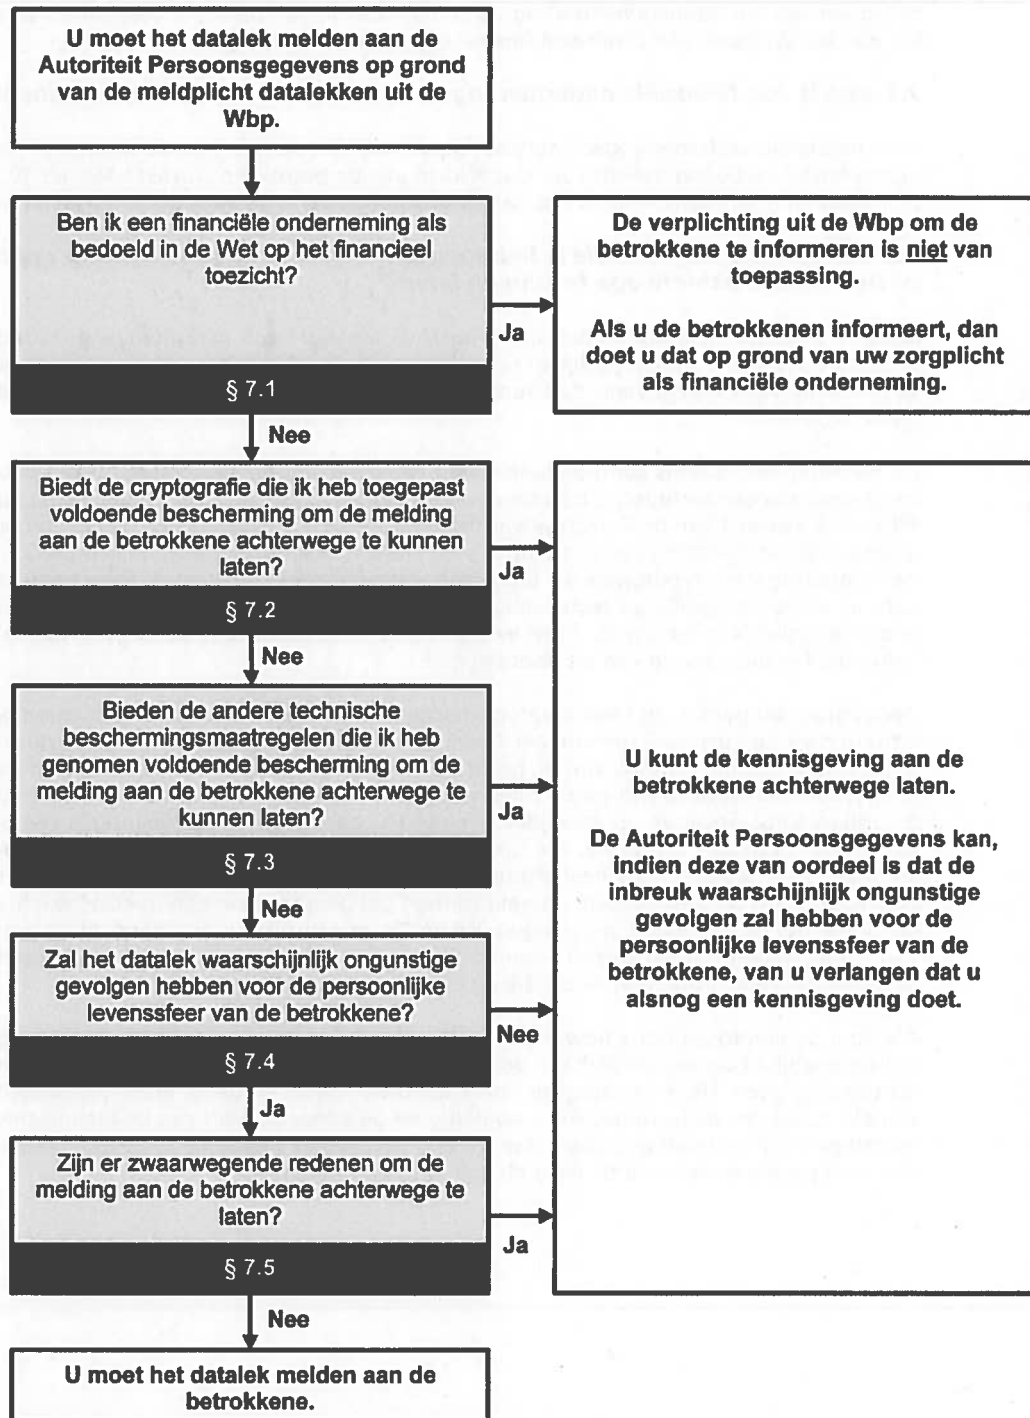 U moet het datalek melden aan de
Autoriteit Persoonsgegevens op grond
van de meldplicht datalekken uit de
Wbp.
Ben ik een financiële onderneming als
bedoeld in de Wet op het financieel
toezicht?
§ 7.1
Ja
De verplichting uit de Wbp om de
betrokkene te informeren is niet van
toepassing.
Als u de betrokkenen informeert, dan
doet u dat op grond van uw zorgplicht
als financiële onderneming.
Nee
Biedt de cryptografie die ik heb toegepast
voldoende bescherming om de melding
aan de betrokkene achterwege te kunnen
laten?
§ 7.2
Ja
Nee
Bieden de andere technische
beschermingsmaatregelen die ik heb
genomen voldoende bescherming om de
melding aan de betrokkene achterwege te
kunnen laten?
§ 7.3
Ja
Nee
Zal het datalek waarschijnlijk ongunstige
gevolgen hebben voor de persoonlijke
levenssfeer van de betrokkene?
§ 7.4
Nee
Ja
Zijn er zwaarwegende redenen om de
melding aan de betrokkene achterwege te
laten?
§ 7.5
Ja
U kunt de kennisgeving aan de
betrokkene achterwege laten.
De Autoriteit Persoonsgegevens kan,
indien deze van oordeel is dat de
inbreuk waarschijnlijk ongunstige
gevolgen zal hebben voor de
persoonlijke levenssfeer van de
betrokkene, van u verlangen dat u
alsnog een kennisgeving doet.
Nee
U moet het datalek melden aan de
betrokkene.